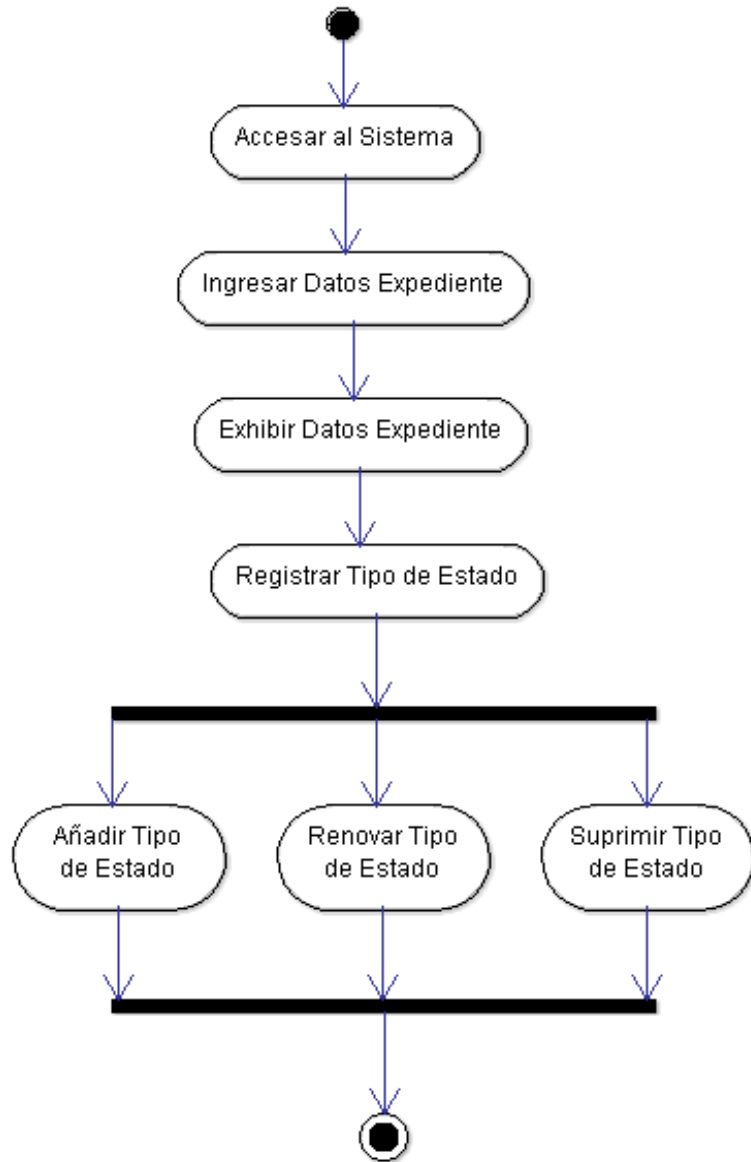 Accesar al Sistema
Ingresar Datos Expediente
Exhibir Datos Expediente
Registrar Tipo de Estado
Añadir Tipo
de Estado
Renovar Tipo
de Estado
Suprimir Tipo
de Estado